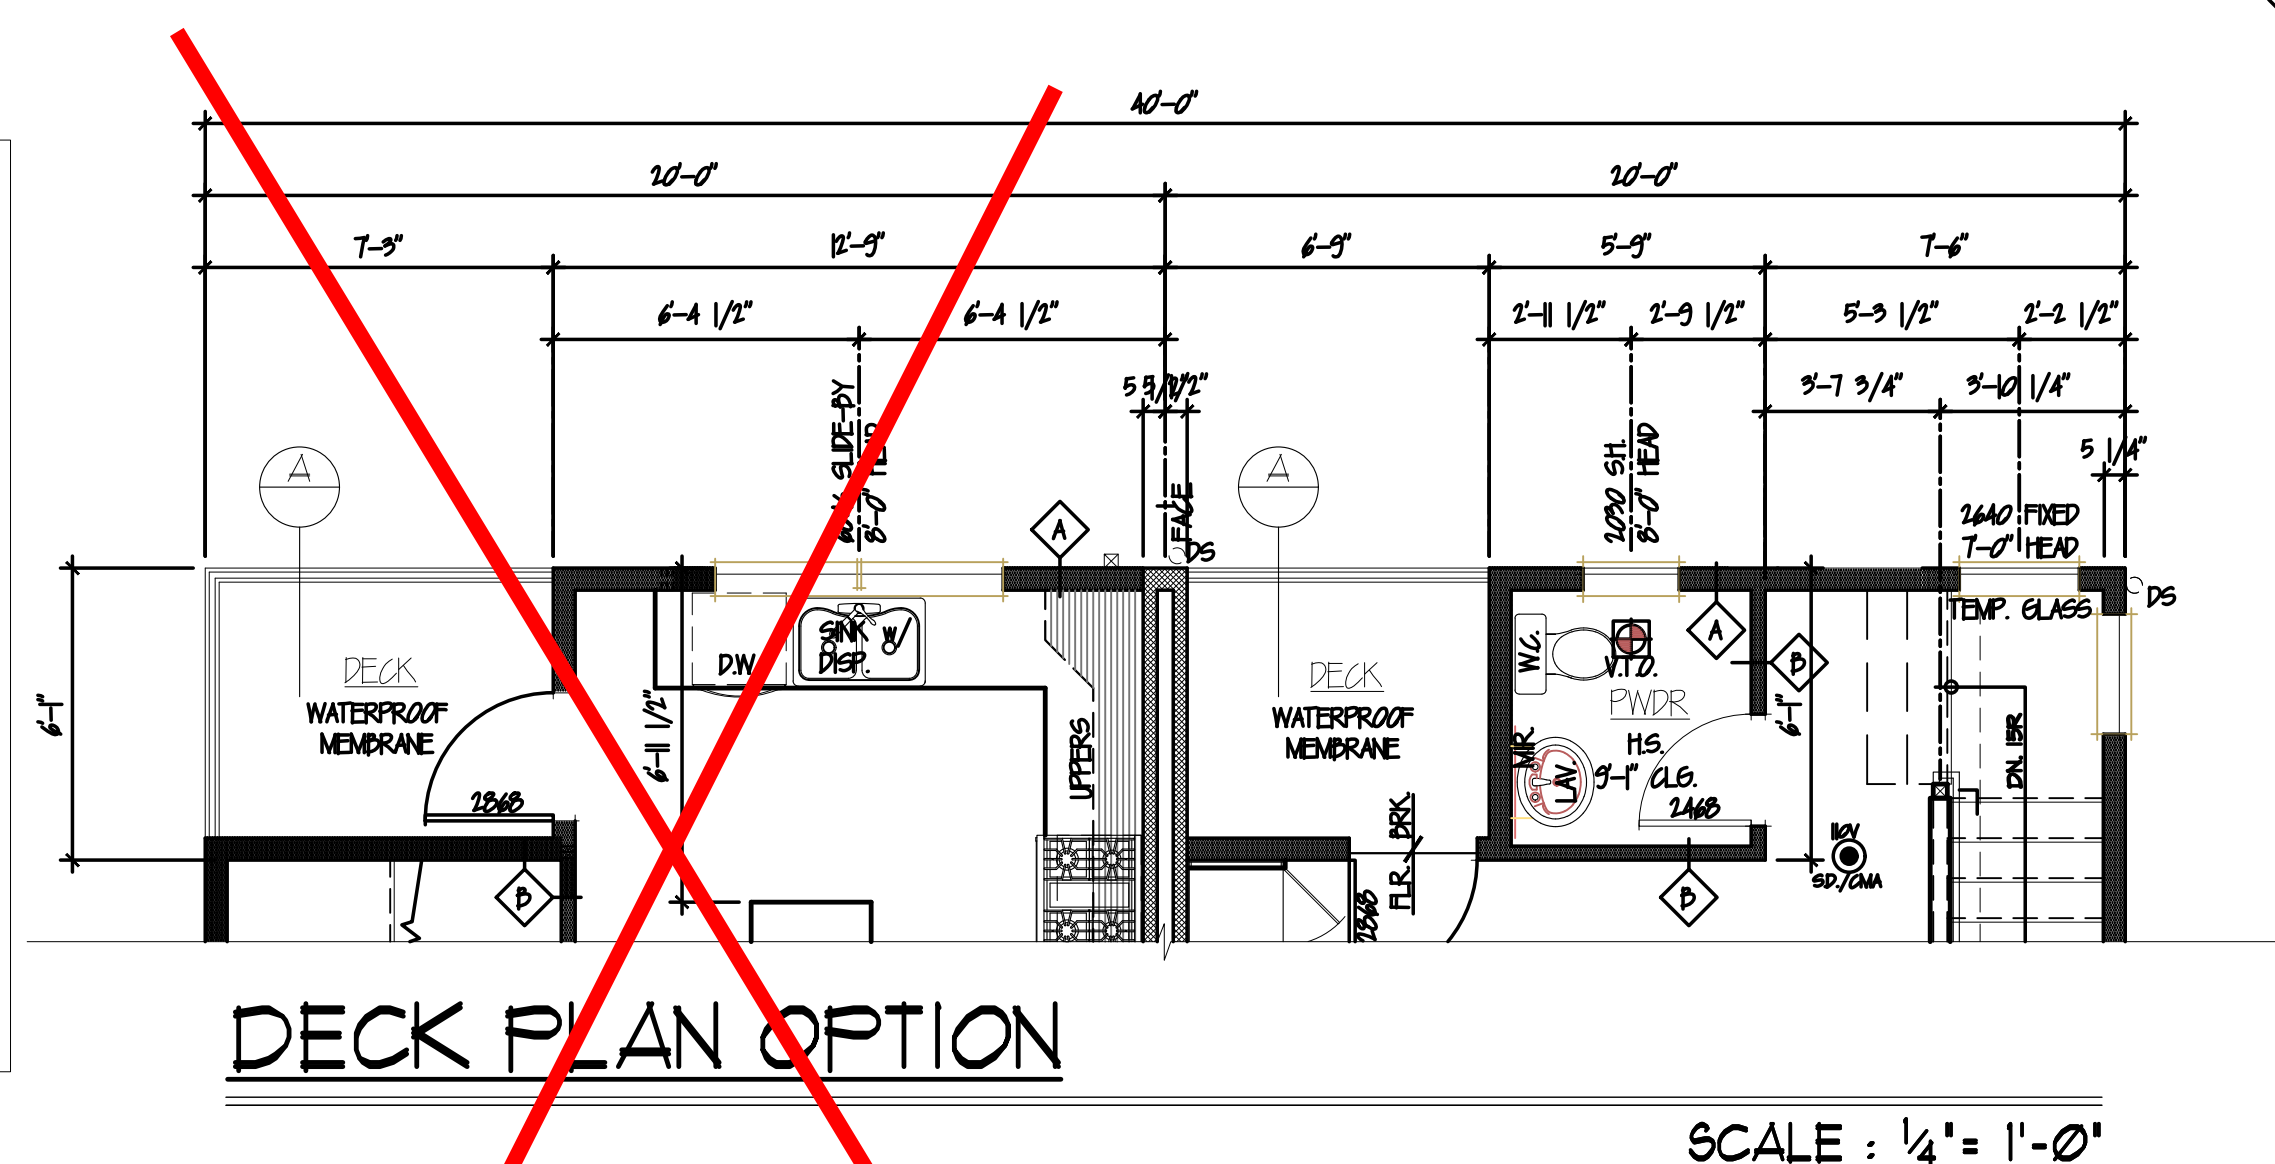 40'-0"
20'-0"
20'-0"
7'-3"
12'-9"
6'-9"
5'-9"
7'-6"
6'-4 1/2"
6'-4 1/2"
2'-11 1/2"
2'-9 1/2"
5'-3 1/2"
2'-2 1/2"
3'-7 3/4"
3'-10 1/4"
5 1/4"
SLIDE-BY
8'-0" HEAD
A
A
A
FACE
DS
2030 S.H.
8'-0" HEAD
2640 FIXED
7'-0" HEAD
TEMP. GLASS
DS
DECK
WATERPROOF
MEMBRANE
6'-1"
2868
B
D.W.
SINK
W/
DISP.
6'-11 1/2"
UPPERS
DECK
WATERPROOF
MEMBRANE
FLR. BRK.
2868
W.C.
V.T.O.
PWDR
H.S.
9'-1" CLG.
MIR.
LAV.
2468
A
B
B
6'-1"
110V
SD./CMA
DN. 15R
DECK PLAN OPTION
SCALE : 1/4"= 1'-0"